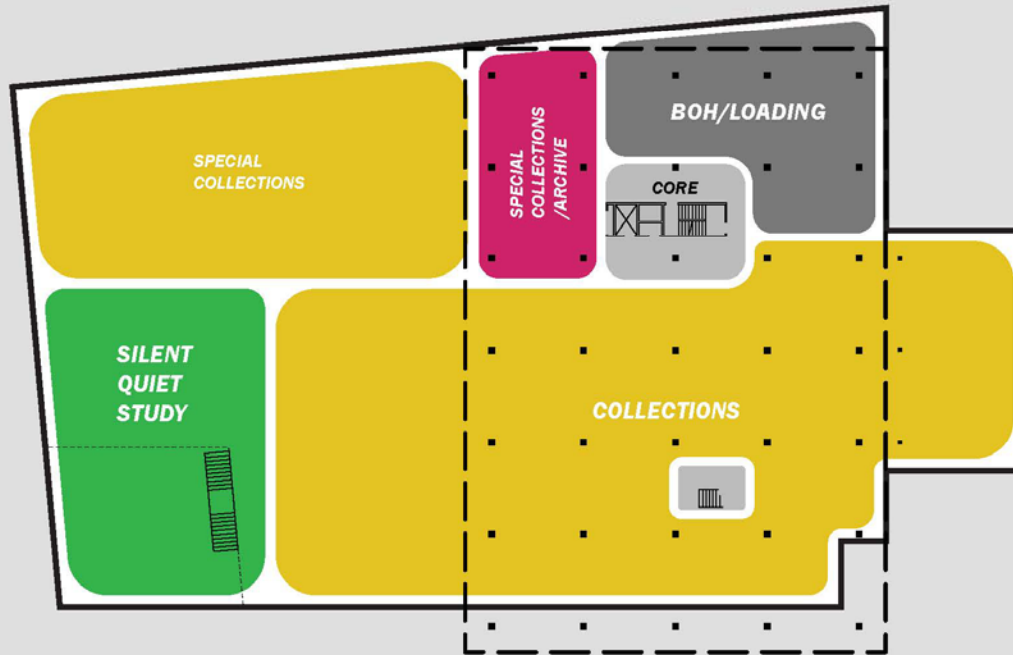 SPECIAL
COLLECTIONS
SPECIAL
COLLECTIONS
/ARCHIVE
BOH/LOADING
CORE
SILENT
QUIET
STUDY
COLLECTIONS